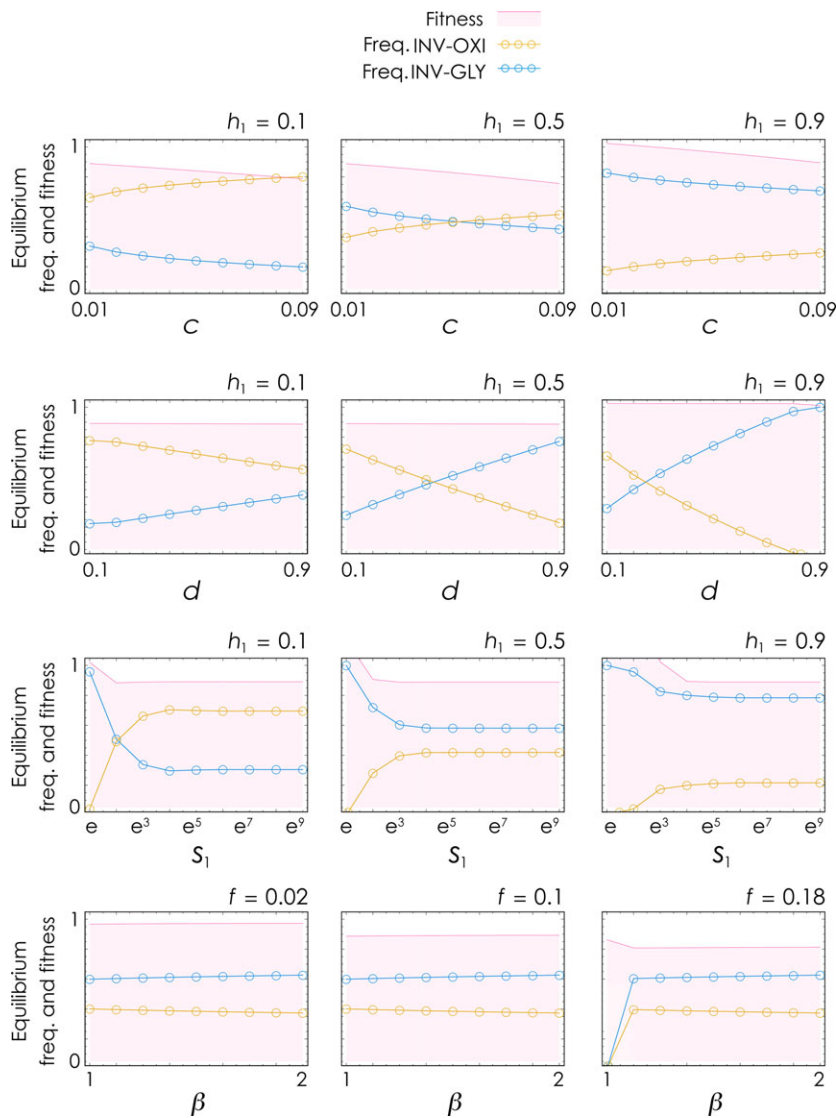 Fitness
Freq. INV-OXI
Freq. INV-GLY
h₁ = 0.1
h₁ = 0.5
h₁ = 0.9
Equilibrium
freq. and fitness
1
0
0.01
0.09
c
0.01
0.09
c
0.01
0.09
c
h₁ = 0.1
h₁ = 0.5
h₁ = 0.9
Equilibrium
freq. and fitness
1
0
0.1
0.9
d
0.1
0.9
d
0.1
0.9
d
h₁ = 0.1
h₁ = 0.5
h₁ = 0.9
Equilibrium
freq. and fitness
1
0
e e³ e⁵ e⁷ e⁹
S₁
e e³ e⁵ e⁷ e⁹
S₁
e e³ e⁵ e⁷ e⁹
S₁
f = 0.02
f = 0.1
f = 0.18
Equilibrium
freq. and fitness
1
0
1
2
β
1
2
β
1
2
β